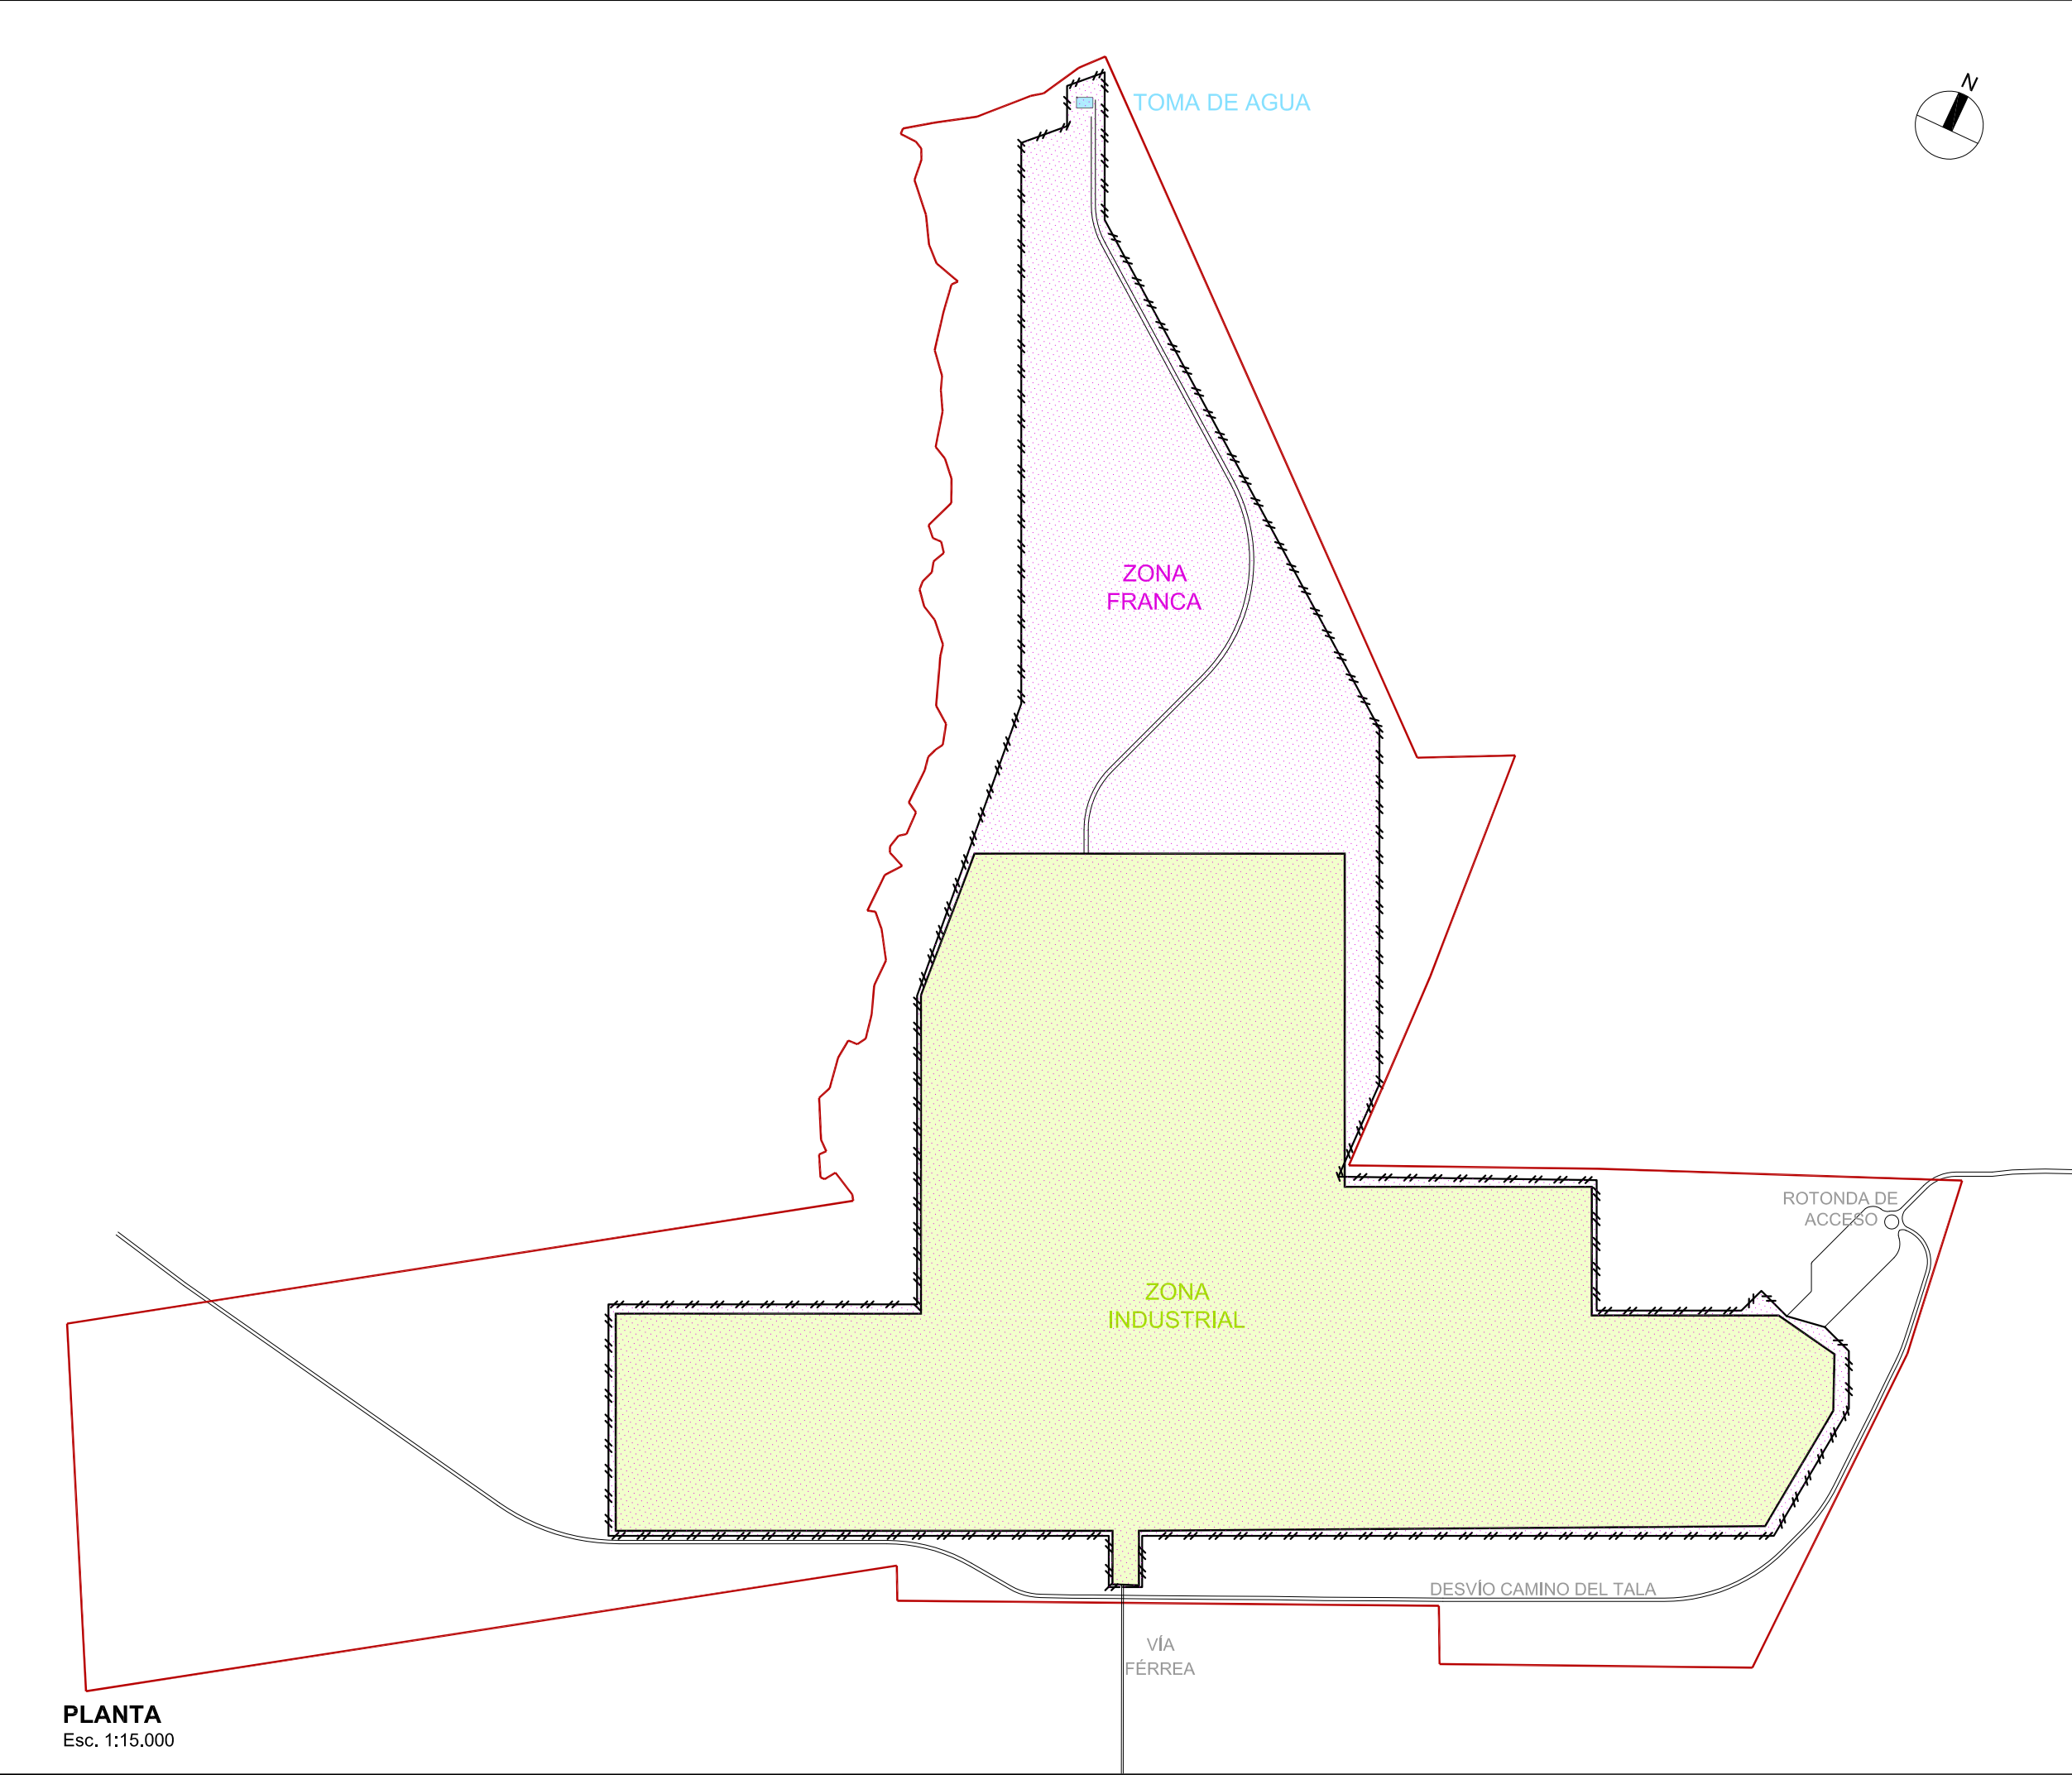 N
TOMA DE AGUA
ZONA
FRANCA
ROTONDA DE
ACCESO
ZONA
INDUSTRIAL
DESVÍO CAMINO DEL TALA
VÍA
FÉRREA
PLANTA
Esc. 1:15.000